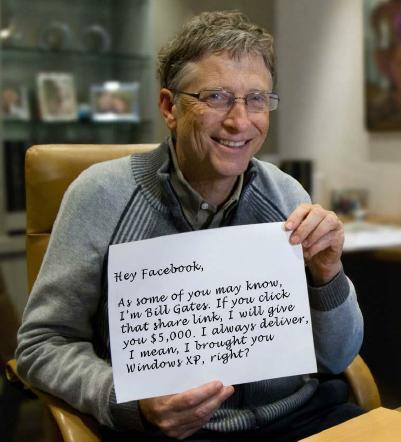 Hey Facebook,
As some of you may know,
I'm Bill Gates. If you click
that share link, I will give
you $5,000. I always deliver,
I mean, I brought you
Windows XP, right?